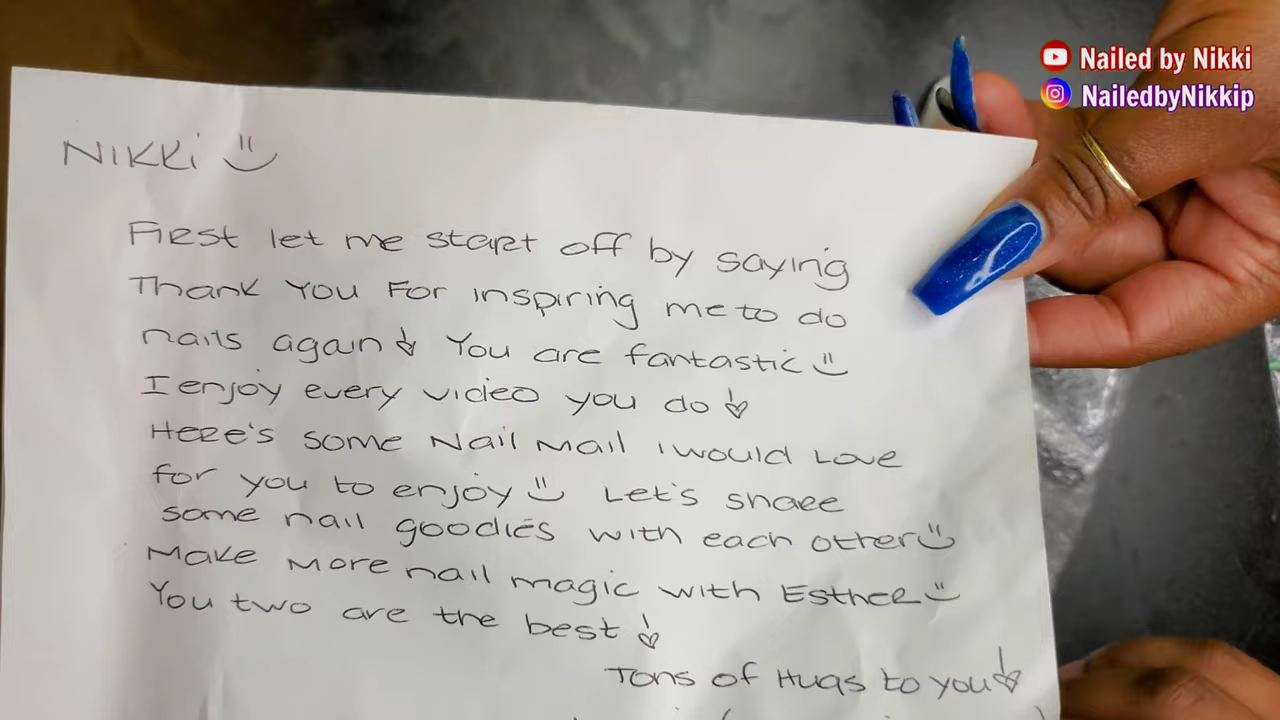 Nailed by Nikki
NailedbyNikkip
NIKKi
First let me start off by saying
Thank You For inspiring me to do
nails again You are fantastic
I enjoy every video you do
Here's some Nail Mail I would Love
for you to enjoy Let's share
some nail goodies with each other
Make More nail magic with Esther
You two are the best
Tons of Hugs to you